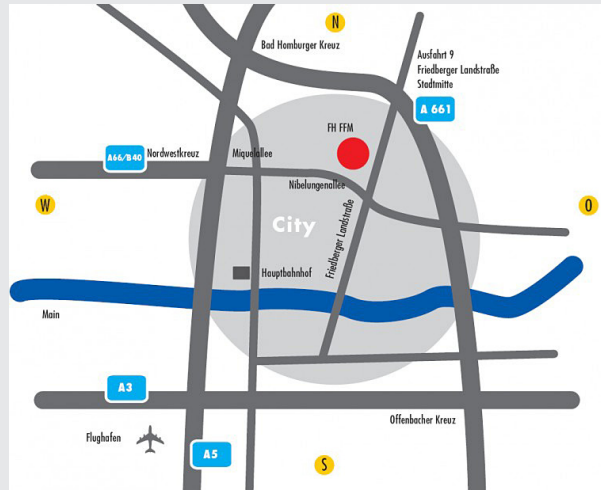 N
Bad Homburger Kreuz
Ausfahrt 9
Friedberger Landstraße
Stadtmitte
A 661
FH FFM
A66/B40
Nordwestkreuz
Miquelallee
Nibelungenallee
W
O
City
Friedberger Landstraße
Hauptbahnhof
Main
A3
Offenbacher Kreuz
Flughafen
A5
S